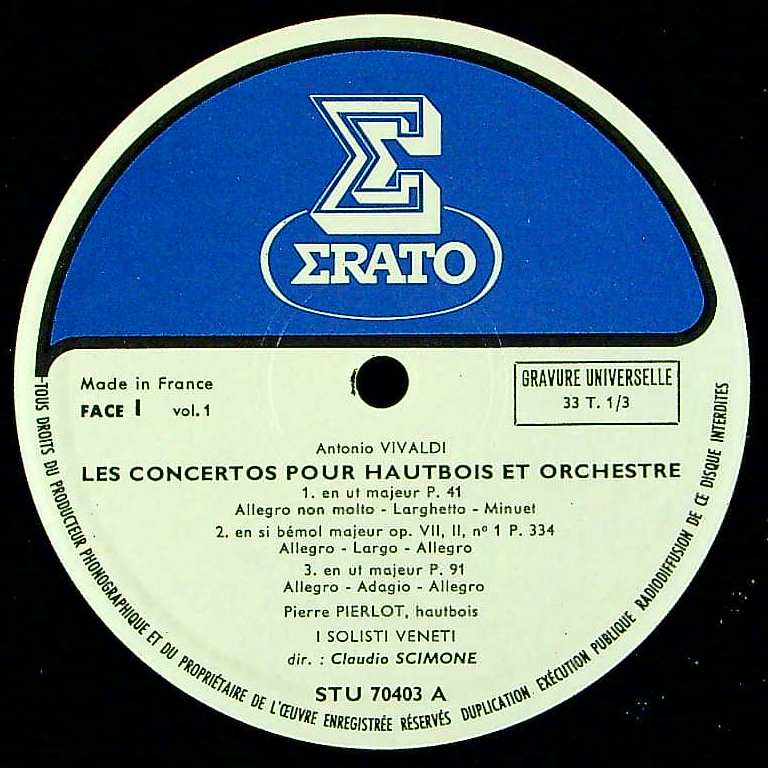 Σ
ΣRATO
Made in France
FACE I vol. 1
GRAVURE UNIVERSELLE
33 T. 1/3
Antonio VIVALDI
LES CONCERTOS POUR HAUTBOIS ET ORCHESTRE
1. en ut majeur P. 41
Allegro non molto - Larghetto - Minuet
2. en si bémol majeur op. VII, II, nº 1 P. 334
Allegro - Largo - Allegro
3. en ut majeur P. 91
Allegro - Adagio - Allegro
Pierre PIERLOT, hautbois
I SOLISTI VENETI
dir. : Claudio SCIMONE
STU 70403 A
-TOUS DROITS DU PRODUCTEUR PHONOGRAPHIQUE ET DU PROPRIÉTAIRE DE L'ŒUVRE ENREGISTRÉE RÉSERVÉS DUPLICATION EXÉCUTION PUBLIQUE RADIODIFFUSION DE CE DISQUE INTERDITES